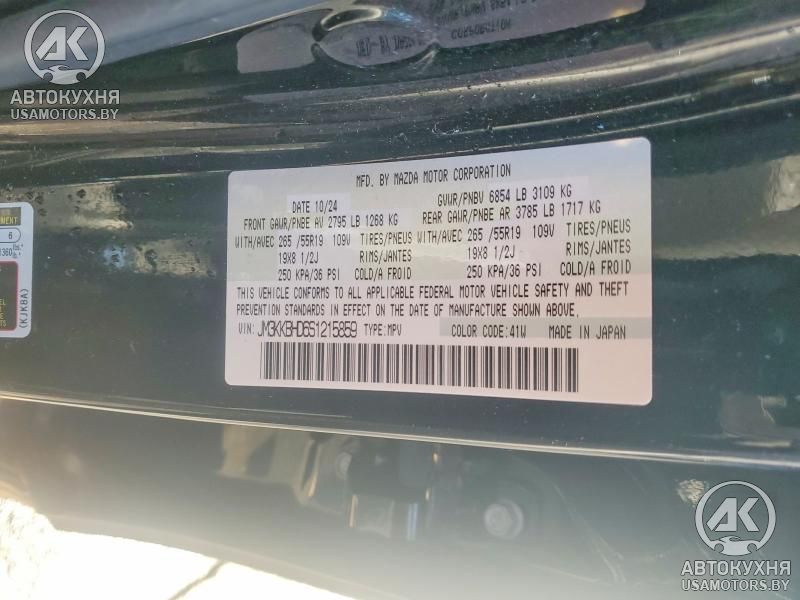 АВТОКУХНЯ
USAMOTORS.BY
MFD. BY MAZDA MOTOR CORPORATION
DATE 10/24 GVWR/PNBV 6854 LB 3109 KG
FRONT GAWR/PNBE AV 2795 LB 1268 KG REAR GAWR/PNBE AR 3785 LB 1717 KG
WITH/AVEC 265 /55R19 109V TIRES/PNEUS WITH/AVEC 265 /55R19 109V TIRES/PNEUS
19X8 1/2J RIMS/JANTES 19X8 1/2J RIMS/JANTES
250 KPA/36 PSI COLD/A FROID 250 KPA/36 PSI COLD/A FROID
THIS VEHICLE CONFORMS TO ALL APPLICABLE FEDERAL MOTOR VEHICLE SAFETY AND THEFT
PREVENTION STANDARDS IN EFFECT ON THE DATE OF MANUFACTURE SHOWN ABOVE.
VIN: JM3KKBHD6S1215859 TYPE:MPV COLOR CODE:41W MADE IN JAPAN
(KJK8A)
6
АК
АВТОКУХНЯ
USAMOTORS.BY